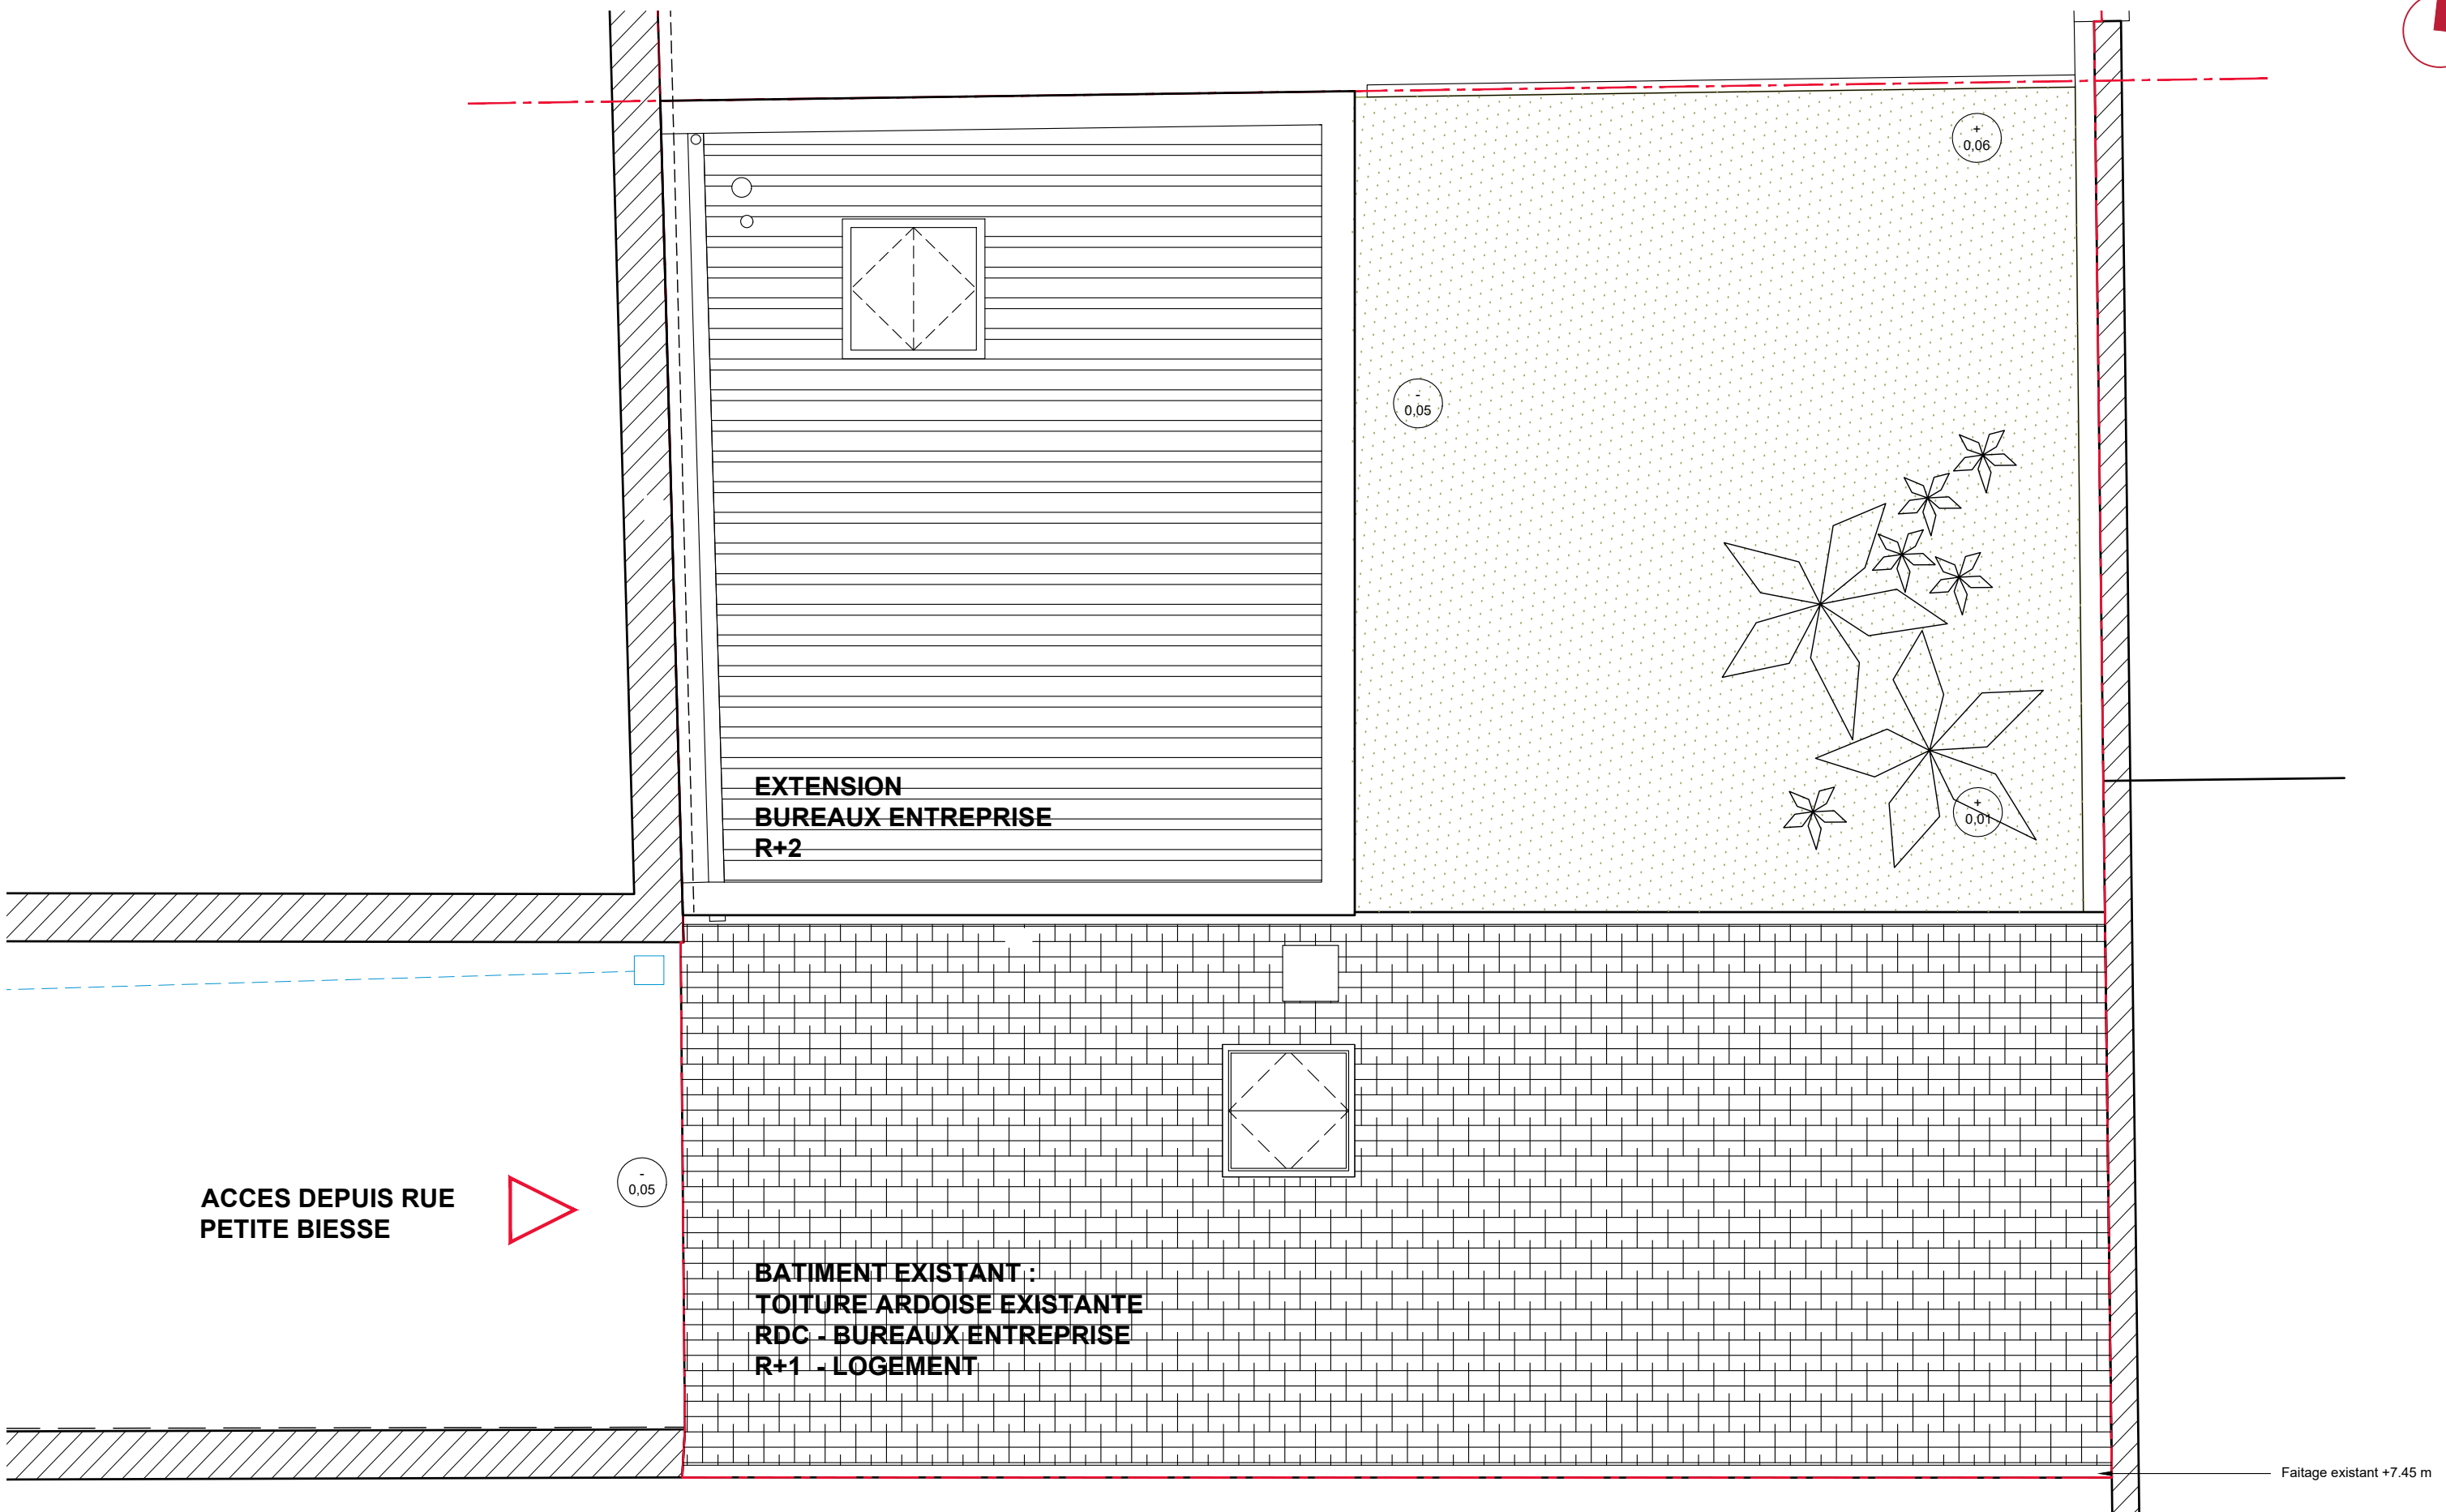 +
0,06
-
0,05
EXTENSION
BUREAUX ENTREPRISE
R+2
+
0,01
ACCES DEPUIS RUE
PETITE BIESSE
-
0,05
BATIMENT EXISTANT :
TOITURE ARDOISE EXISTANTE
RDC - BUREAUX ENTREPRISE
R+1 - LOGEMENT
Faitage existant +7.45 m